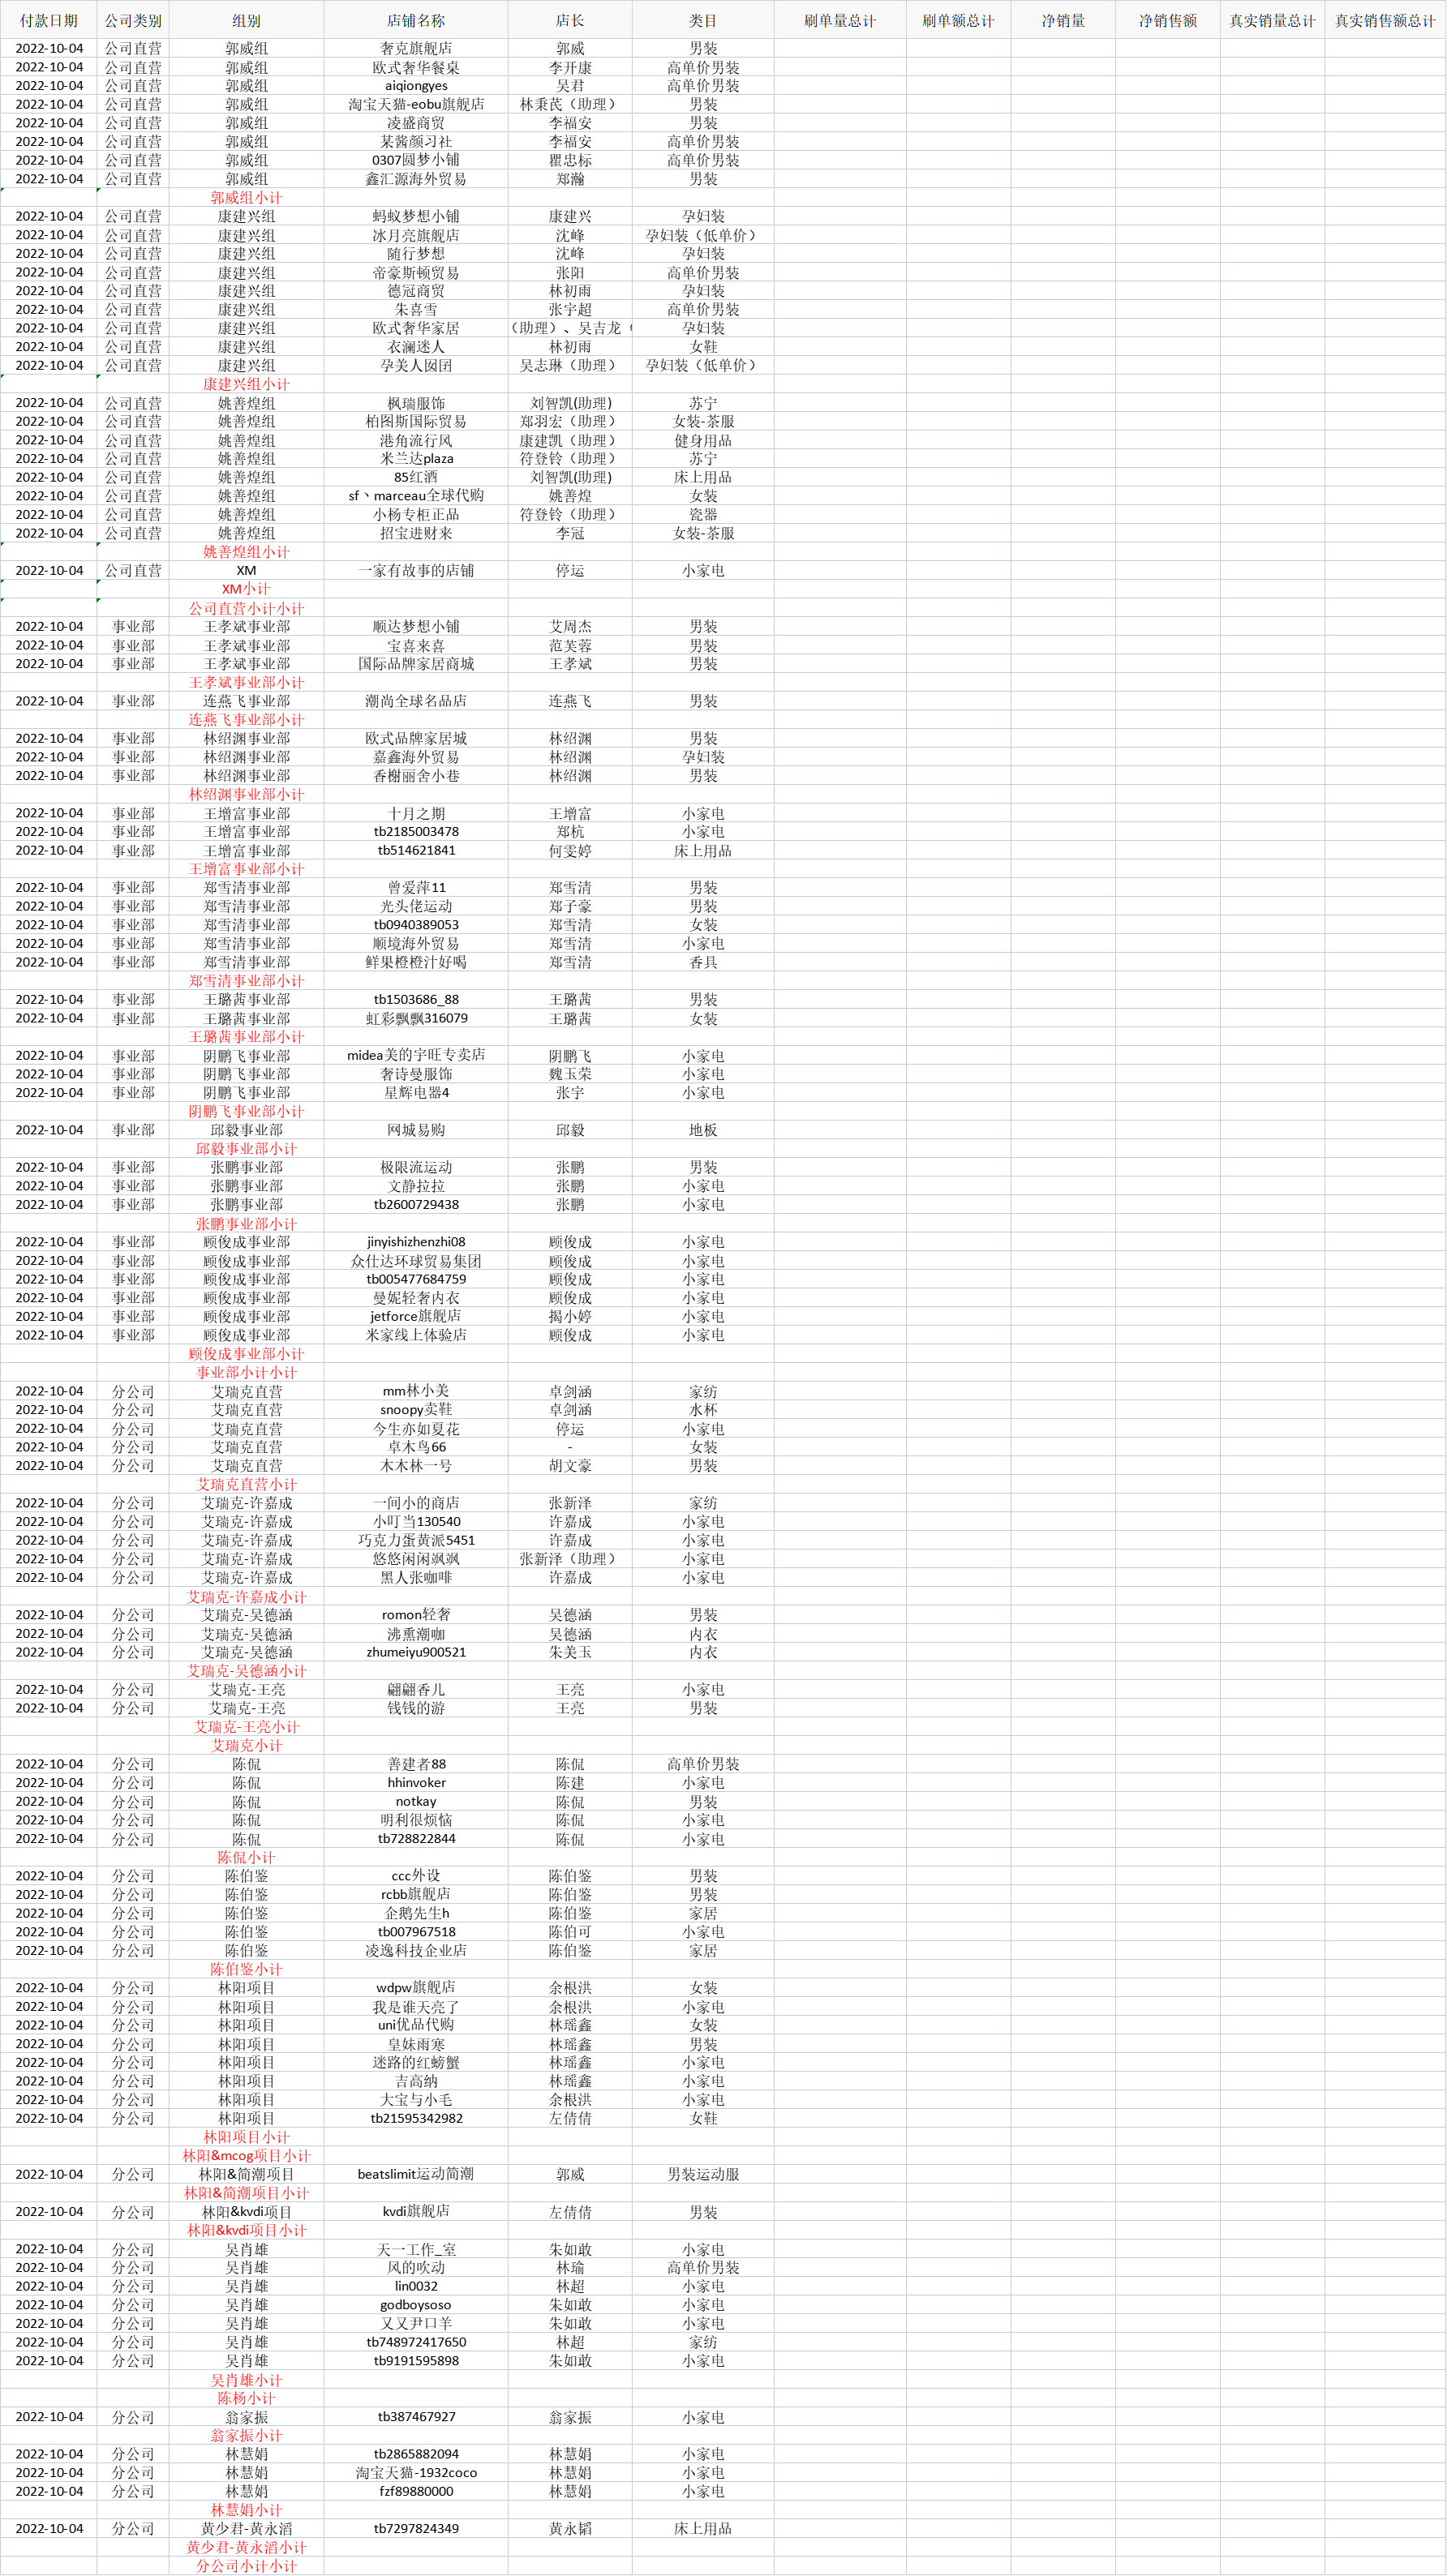 付款日期 公司类别 组别 店铺名称 店长 类目 刷单量总计 刷单额总计 净销量 净销售额 真实销量总计 真实销售额总计
2022-10-04 公司直营 郭威组 奢克旗舰店 郭威 男装
2022-10-04 公司直营 郭威组 欧式奢华餐桌 李开康 高单价男装
2022-10-04 公司直营 郭威组 aiqiongyes 吴君 高单价男装
2022-10-04 公司直营 郭威组 淘宝天猫-eobu旗舰店 林秉芪（助理） 男装
2022-10-04 公司直营 郭威组 凌盛商贸 李福安 男装
2022-10-04 公司直营 郭威组 某酱颜习社 李福安 高单价男装
2022-10-04 公司直营 郭威组 0307圆梦小铺 瞿忠标 高单价男装
2022-10-04 公司直营 郭威组 鑫汇源海外贸易 郑瀚 男装
郭威组小计
2022-10-04 公司直营 康建兴组 蚂蚁梦想小铺 康建兴 孕妇装
2022-10-04 公司直营 康建兴组 冰月亮旗舰店 沈峰 孕妇装（低单价）
2022-10-04 公司直营 康建兴组 随行梦想 沈峰 孕妇装
2022-10-04 公司直营 康建兴组 帝豪斯顿贸易 张阳 高单价男装
2022-10-04 公司直营 康建兴组 德冠商贸 林初雨 孕妇装
2022-10-04 公司直营 康建兴组 朱喜雪 张宇超 高单价男装
2022-10-04 公司直营 康建兴组 欧式奢华家居 （助理）、吴吉龙（ 孕妇装
2022-10-04 公司直营 康建兴组 衣澜迷人 林初雨 女鞋
2022-10-04 公司直营 康建兴组 孕美人囡囝 吴志琳（助理） 孕妇装（低单价）
康建兴组小计
2022-10-04 公司直营 姚善煌组 枫瑞服饰 刘智凯(助理) 苏宁
2022-10-04 公司直营 姚善煌组 柏图斯国际贸易 郑羽宏（助理） 女装-茶服
2022-10-04 公司直营 姚善煌组 港角流行风 康建凯（助理） 健身用品
2022-10-04 公司直营 姚善煌组 米兰达plaza 符登铃（助理） 苏宁
2022-10-04 公司直营 姚善煌组 85红酒 刘智凯(助理) 床上用品
2022-10-04 公司直营 姚善煌组 sf丶marceau全球代购 姚善煌 女装
2022-10-04 公司直营 姚善煌组 小杨专柜正品 符登铃（助理） 瓷器
2022-10-04 公司直营 姚善煌组 招宝进财来 李冠 女装-茶服
姚善煌组小计
2022-10-04 公司直营 XM 一家有故事的店铺 停运 小家电
XM小计
公司直营小计小计
2022-10-04 事业部 王孝斌事业部 顺达梦想小铺 艾周杰 男装
2022-10-04 事业部 王孝斌事业部 宝喜来喜 范芙蓉 男装
2022-10-04 事业部 王孝斌事业部 国际品牌家居商城 王孝斌 男装
王孝斌事业部小计
2022-10-04 事业部 连燕飞事业部 潮尚全球名品店 连燕飞 男装
连燕飞事业部小计
2022-10-04 事业部 林绍渊事业部 欧式品牌家居城 林绍渊 男装
2022-10-04 事业部 林绍渊事业部 嘉鑫海外贸易 林绍渊 孕妇装
2022-10-04 事业部 林绍渊事业部 香榭丽舍小巷 林绍渊 男装
林绍渊事业部小计
2022-10-04 事业部 王增富事业部 十月之期 王增富 小家电
2022-10-04 事业部 王增富事业部 tb2185003478 郑杭 小家电
2022-10-04 事业部 王增富事业部 tb514621841 何雯婷 床上用品
王增富事业部小计
2022-10-04 事业部 郑雪清事业部 曾爱萍11 郑雪清 男装
2022-10-04 事业部 郑雪清事业部 光头佬运动 郑子豪 男装
2022-10-04 事业部 郑雪清事业部 tb0940389053 郑雪清 女装
2022-10-04 事业部 郑雪清事业部 顺境海外贸易 郑雪清 小家电
2022-10-04 事业部 郑雪清事业部 鲜果橙橙汁好喝 郑雪清 香具
郑雪清事业部小计
2022-10-04 事业部 王璐茜事业部 tb1503686_88 王璐茜 男装
2022-10-04 事业部 王璐茜事业部 虹彩飘飘316079 王璐茜 女装
王璐茜事业部小计
2022-10-04 事业部 阴鹏飞事业部 midea美的宇旺专卖店 阴鹏飞 小家电
2022-10-04 事业部 阴鹏飞事业部 奢诗曼服饰 魏玉荣 小家电
2022-10-04 事业部 阴鹏飞事业部 星辉电器4 张宇 小家电
阴鹏飞事业部小计
2022-10-04 事业部 邱毅事业部 网城易购 邱毅 地板
邱毅事业部小计
2022-10-04 事业部 张鹏事业部 极限流运动 张鹏 男装
2022-10-04 事业部 张鹏事业部 文静拉拉 张鹏 小家电
2022-10-04 事业部 张鹏事业部 tb2600729438 张鹏 小家电
张鹏事业部小计
2022-10-04 事业部 顾俊成事业部 jinyishizhenzhi08 顾俊成 小家电
2022-10-04 事业部 顾俊成事业部 众仕达环球贸易集团 顾俊成 小家电
2022-10-04 事业部 顾俊成事业部 tb005477684759 顾俊成 小家电
2022-10-04 事业部 顾俊成事业部 曼妮轻奢内衣 顾俊成 小家电
2022-10-04 事业部 顾俊成事业部 jetforce旗舰店 揭小婷 小家电
2022-10-04 事业部 顾俊成事业部 米家线上体验店 顾俊成 小家电
顾俊成事业部小计
事业部小计小计
2022-10-04 分公司 艾瑞克直营 mm林小美 卓剑涵 家纺
2022-10-04 分公司 艾瑞克直营 snoopy卖鞋 卓剑涵 水杯
2022-10-04 分公司 艾瑞克直营 今生亦如夏花 停运 小家电
2022-10-04 分公司 艾瑞克直营 卓木鸟66 - 女装
2022-10-04 分公司 艾瑞克直营 木木林一号 胡文豪 男装
艾瑞克直营小计
2022-10-04 分公司 艾瑞克-许嘉成 一间小的商店 张新泽 家纺
2022-10-04 分公司 艾瑞克-许嘉成 小叮当130540 许嘉成 小家电
2022-10-04 分公司 艾瑞克-许嘉成 巧克力蛋黄派5451 许嘉成 小家电
2022-10-04 分公司 艾瑞克-许嘉成 悠悠闲闲飒飒 张新泽（助理） 小家电
2022-10-04 分公司 艾瑞克-许嘉成 黑人张咖啡 许嘉成 小家电
艾瑞克-许嘉成小计
2022-10-04 分公司 艾瑞克-吴德涵 romon轻奢 吴德涵 男装
2022-10-04 分公司 艾瑞克-吴德涵 沸熏潮咖 吴德涵 内衣
2022-10-04 分公司 艾瑞克-吴德涵 zhumeiyu900521 朱美玉 内衣
艾瑞克-吴德涵小计
2022-10-04 分公司 艾瑞克-王亮 翩翩香儿 王亮 小家电
2022-10-04 分公司 艾瑞克-王亮 钱钱的游 王亮 男装
艾瑞克-王亮小计
艾瑞克小计
2022-10-04 分公司 陈侃 善建者88 陈侃 高单价男装
2022-10-04 分公司 陈侃 hhinvoker 陈建 小家电
2022-10-04 分公司 陈侃 notkay 陈侃 男装
2022-10-04 分公司 陈侃 明利很烦恼 陈侃 小家电
2022-10-04 分公司 陈侃 tb728822844 陈侃 小家电
陈侃小计
2022-10-04 分公司 陈伯鉴 ccc外设 陈伯鉴 男装
2022-10-04 分公司 陈伯鉴 rcbb旗舰店 陈伯鉴 男装
2022-10-04 分公司 陈伯鉴 企鹅先生h 陈伯鉴 家居
2022-10-04 分公司 陈伯鉴 tb007967518 陈伯可 小家电
2022-10-04 分公司 陈伯鉴 凌逸科技企业店 陈伯鉴 家居
陈伯鉴小计
2022-10-04 分公司 林阳项目 wdpw旗舰店 余根洪 女装
2022-10-04 分公司 林阳项目 我是谁天亮了 余根洪 小家电
2022-10-04 分公司 林阳项目 uni优品代购 林瑶鑫 女装
2022-10-04 分公司 林阳项目 皇妹雨寒 林瑶鑫 男装
2022-10-04 分公司 林阳项目 迷路的红螃蟹 林瑶鑫 小家电
2022-10-04 分公司 林阳项目 吉高纳 林瑶鑫 小家电
2022-10-04 分公司 林阳项目 大宝与小毛 余根洪 小家电
2022-10-04 分公司 林阳项目 tb21595342982 左倩倩 女鞋
林阳项目小计
林阳&mcog项目小计
2022-10-04 分公司 林阳&简潮项目 beatslimit运动简潮 郭威 男装运动服
林阳&简潮项目小计
2022-10-04 分公司 林阳&kvdi项目 kvdi旗舰店 左倩倩 男装
林阳&kvdi项目小计
2022-10-04 分公司 吴肖雄 天一工作_室 朱如敢 小家电
2022-10-04 分公司 吴肖雄 风的吹动 林瑜 高单价男装
2022-10-04 分公司 吴肖雄 lin0032 林超 小家电
2022-10-04 分公司 吴肖雄 godboysoso 朱如敢 小家电
2022-10-04 分公司 吴肖雄 又又尹口羊 朱如敢 小家电
2022-10-04 分公司 吴肖雄 tb748972417650 林超 家纺
2022-10-04 分公司 吴肖雄 tb9191595898 朱如敢 小家电
吴肖雄小计
陈杨小计
2022-10-04 分公司 翁家振 tb387467927 翁家振 小家电
翁家振小计
2022-10-04 分公司 林慧娟 tb2865882094 林慧娟 小家电
2022-10-04 分公司 林慧娟 淘宝天猫-1932coco 林慧娟 小家电
2022-10-04 分公司 林慧娟 fzf89880000 林慧娟 小家电
林慧娟小计
2022-10-04 分公司 黄少君-黄永滔 tb7297824349 黄永韬 床上用品
黄少君-黄永滔小计
分公司小计小计